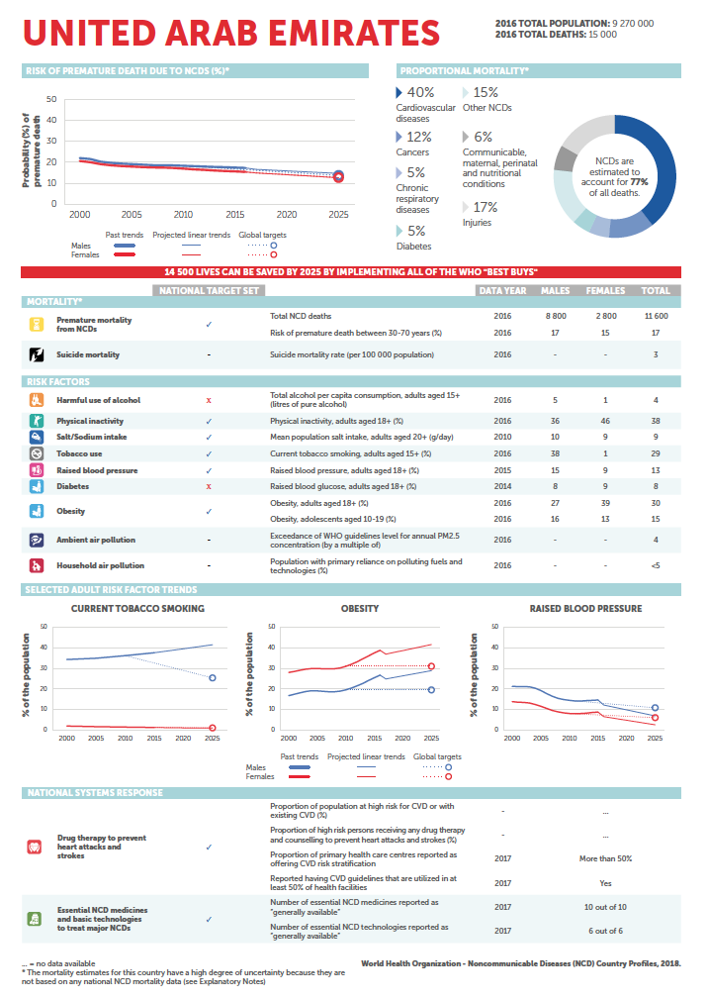 UNITED ARAB EMIRATES
2016 TOTAL POPULATION: 9 270 000
2016 TOTAL DEATHS: 15 000
RISK OF PREMATURE DEATH DUE TO NCDS (%)*
Probability (%) of
premature death
50
40
30
20
10
0
2000 2005 2010 2015 2020 2025
Past trends Projected linear trends Global targets
Males
Females
PROPORTIONAL MORTALITY*
40%
Cardiovascular
diseases
12%
Cancers
5%
Chronic
respiratory
diseases
5%
Diabetes
15%
Other NCDs
6%
Communicable,
maternal, perinatal
and nutritional
conditions
17%
Injuries
NCDs are
estimated to
account for 77%
of all deaths.
14 500 LIVES CAN BE SAVED BY 2025 BY IMPLEMENTING ALL OF THE WHO "BEST BUYS"
NATIONAL TARGET SET DATA YEAR MALES FEMALES TOTAL
MORTALITY*
Premature mortality
from NCDs
✓
Total NCD deaths 2016 8 800 2 800 11 600
Risk of premature death between 30-70 years (%) 2016 17 15 17
Suicide mortality - Suicide mortality rate (per 100 000 population) 2016 - - 3
RISK FACTORS
Harmful use of alcohol x Total alcohol per capita consumption, adults aged 15+
(litres of pure alcohol) 2016 5 1 4
Physical inactivity ✓ Physical inactivity, adults aged 18+ (%) 2016 36 46 38
Salt/Sodium intake ✓ Mean population salt intake, adults aged 20+ (g/day) 2010 10 9 9
Tobacco use ✓ Current tobacco smoking, adults aged 15+ (%) 2016 38 1 29
Raised blood pressure ✓ Raised blood pressure, adults aged 18+ (%) 2015 15 9 13
Diabetes x Raised blood glucose, adults aged 18+ (%) 2014 8 9 8
Obesity ✓ Obesity, adults aged 18+ (%) 2016 27 39 30
Obesity, adolescents aged 10-19 (%) 2016 16 13 15
Ambient air pollution - Exceedance of WHO guidelines level for annual PM2.5
concentration (by a multiple of) 2016 - - 4
Household air pollution - Population with primary reliance on polluting fuels and
technologies (%) 2016 - - <5
SELECTED ADULT RISK FACTOR TRENDS
CURRENT TOBACCO SMOKING
% of the population
50
40
30
20
10
0
2000 2005 2010 2015 2020 2025
OBESITY
% of the population
50
40
30
20
10
0
2000 2005 2010 2015 2020 2025
RAISED BLOOD PRESSURE
% of the population
50
40
30
20
10
0
2000 2005 2010 2015 2020 2025
Past trends Projected linear trends Global targets
Males
Females
NATIONAL SYSTEMS RESPONSE
Drug therapy to prevent
heart attacks and
strokes
✓
Proportion of population at high risk for CVD or with
existing CVD (%) - ...
Proportion of high risk persons receiving any drug therapy
and counselling to prevent heart attacks and strokes (%) - ...
Proportion of primary health care centres reported as
offering CVD risk stratification 2017 More than 50%
Reported having CVD guidelines that are utilized in at
least 50% of health facilities 2017 Yes
Essential NCD medicines
and basic technologies
to treat major NCDs
✓
Number of essential NCD medicines reported as
"generally available" 2017 10 out of 10
Number of essential NCD technologies reported as
"generally available" 2017 6 out of 6
... = no data available
* The mortality estimates for this country have a high degree of uncertainty because they are
not based on any national NCD mortality data (see Explanatory Notes)
World Health Organization - Noncommunicable Diseases (NCD) Country Profiles, 2018.